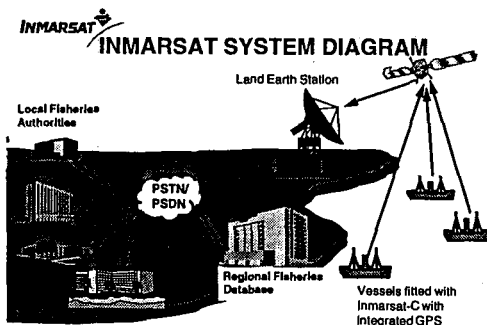 INMARSAT
INMARSAT SYSTEM DIAGRAM
Land Earth Station
Local Fisheries
Authorities
PSTN/
PSDN
Regional Fisheries
Database
Vessels fitted with
Inmarsat-C with
Integrated GPS